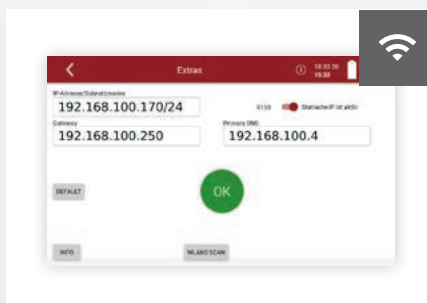 Extras
IP-Adresse/Subnetzmaske
192.168.100.170/24
Statische IP ist aktiv
Gateway
192.168.100.250
Primary DNS
192.168.100.4
DEFAULT
OK
INFO
WLAN0 SCAN